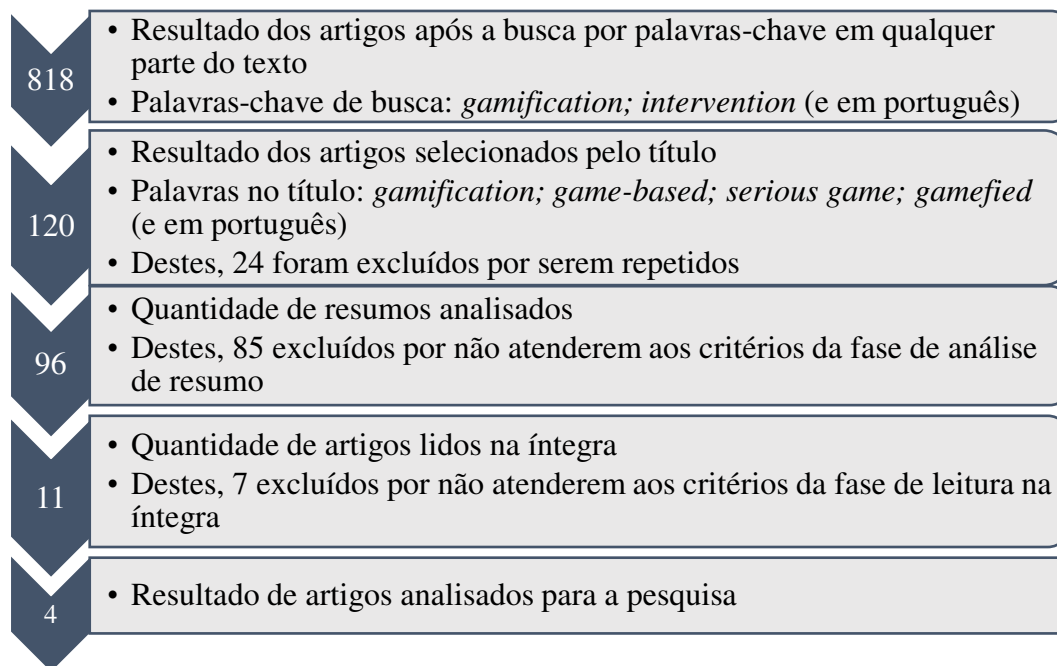 818
• Resultado dos artigos após a busca por palavras-chave em qualquer
parte do texto
• Palavras-chave de busca: gamification; intervention (e em português)
120
• Resultado dos artigos selecionados pelo título
• Palavras no título: gamification; game-based; serious game; gamefied
(e em português)
• Destes, 24 foram excluídos por serem repetidos
96
• Quantidade de resumos analisados
• Destes, 85 excluídos por não atenderem aos critérios da fase de análise
de resumo
11
• Quantidade de artigos lidos na íntegra
• Destes, 7 excluídos por não atenderem aos critérios da fase de leitura na
íntegra
4
• Resultado de artigos analisados para a pesquisa